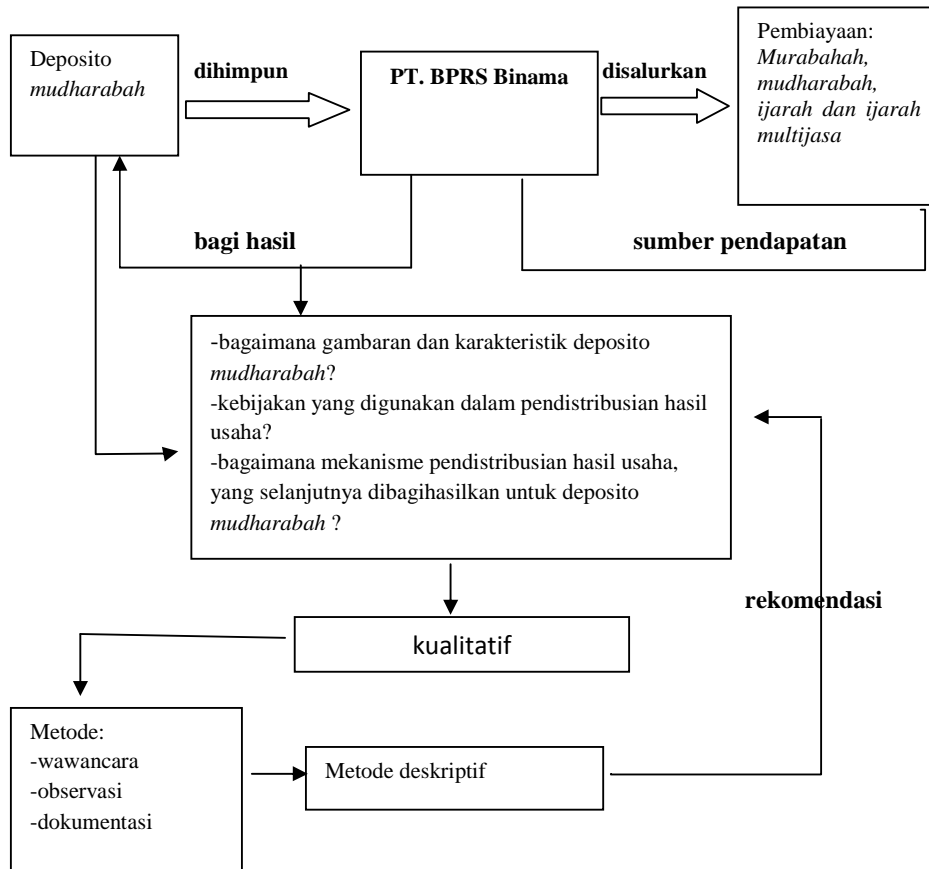 Deposito
mudharabah
dihimpun
PT. BPRS Binama
disalurkan
Pembiayaan:
Murabahah,
mudharabah,
ijarah dan ijarah
multijasa
bagi hasil
sumber pendapatan
-bagaimana gambaran dan karakteristik deposito
mudharabah?
-kebijakan yang digunakan dalam pendistribusian hasil
usaha?
-bagaimana mekanisme pendistribusian hasil usaha,
yang selanjutnya dibagihasilkan untuk deposito
mudharabah ?
rekomendasi
kualitatif
Metode:
-wawancara
-observasi
-dokumentasi
Metode deskriptif